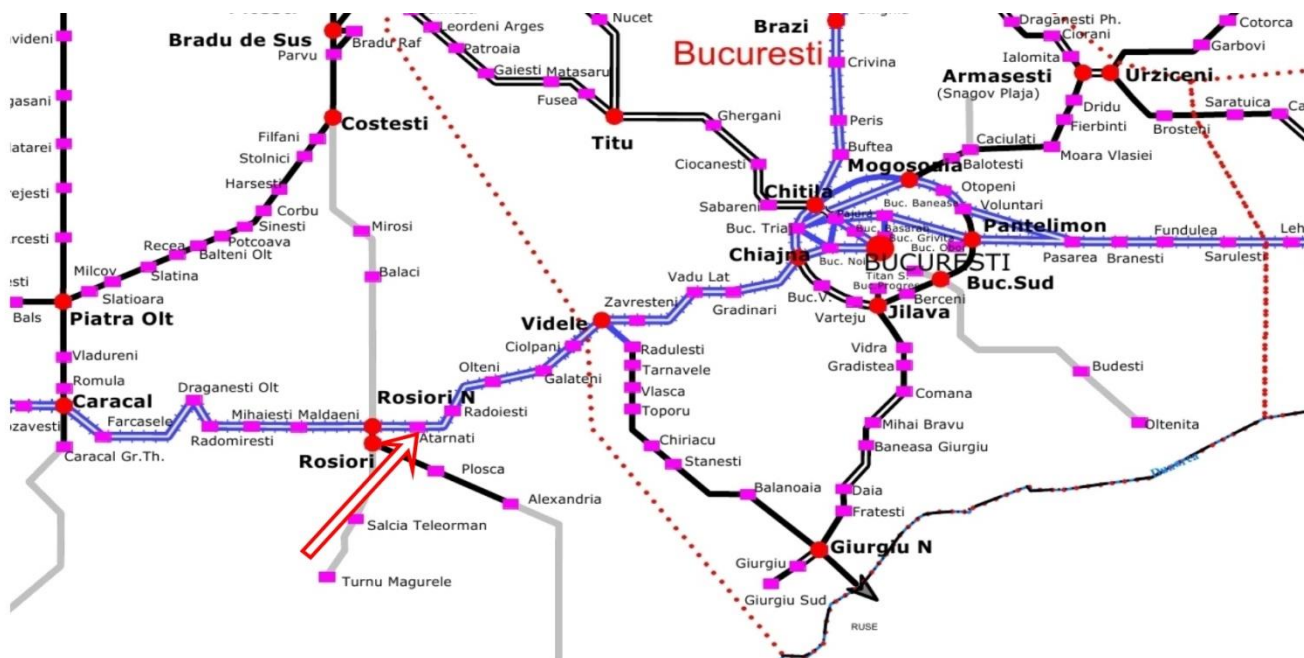 Nucet
Leordeni Arges
Bradu de Sus
Bradu Raf
Parvu
Patroaia
Gaiesti
Matasaru
Fusea
Costesti
Titu
Brazi
Bucuresti
Crivina
Draganesti Ph.
Ciorani
Cotorca
Garbovi
Ialomita
Armasesti
(Snagov Plaja)
Urziceni
Dridu
Fierbinti
Saratuica
Brosteni
Moara Vlasiei
Caciulati
Balotesti
Peris
Buftea
Ghergani
Ciocanesti
Mogosoaia
Otopeni
Voluntari
Chitila
Sabareni
Pajura
Buc. Baneasa
Buc. Triaj
Buc. Basarab
Buc. Grivita
Buc. Obor
Buc. Noi
Pantelimon
Fundulea
Leh
Pasarea
Branesti
Sarulesti
Chiajna
BUCURESTI
Titan S.
Buc.Progres
Buc.Sud
Berceni
Buc.V.
Varteju
Jilava
Filfani
Stolnici
Harsesti
Corbu
Sinesti
Potcoava
Balteni Olt
Recea
Slatina
Milcov
Slatioara
Bals
Piatra Olt
Mirosi
Balaci
Vladureni
Romula
Caracal
Farcasele
Draganesti Olt
Caracal Gr.Th.
Radomiresti
Mihaiesti
Maldaeni
Rosiori N
Atarnati
Rosiori
Radoiesti
Olteni
Galateni
Ciolpani
Videle
Zavresteni
Vadu Lat
Gradinari
Radulesti
Tarnavele
Vlasca
Toporu
Chiriacu
Stanesti
Balanoaia
Plosca
Alexandria
Salcia Teleorman
Turnu Magurele
Vidra
Gradistea
Comana
Mihai Bravu
Baneasa Giurgiu
Daia
Fratesti
Giurgiu N
Giurgiu
Giurgiu Sud
RUSE
Budesti
Oltenita
Dunarea